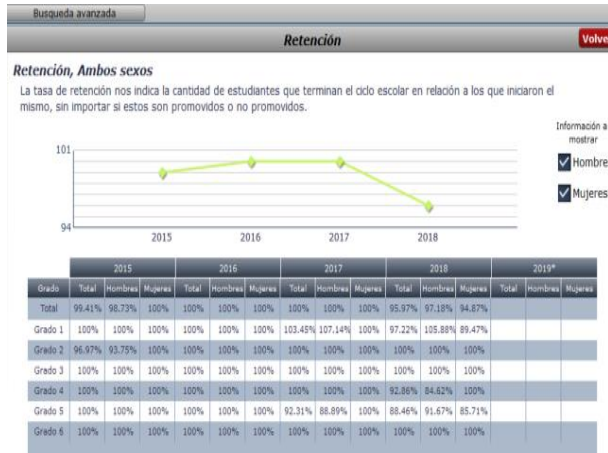 Busqueda avanzada
Retención
Volve
Retención, Ambos sexos
La tasa de retención nos indica la cantidad de estudiantes que terminan el ciclo escolar en relación a los que iniciaron el
mismo, sin importar si estos son promovidos o no promovidos.
Información a
mostrar
Hombre
Mujeres
101
94
2015 2016 2017 2018
2015 2016 2017 2018 2019*
Grado Total Hombres Mujeres Total Hombres Mujeres Total Hombres Mujeres Total Hombres Mujeres Total Hombres Mujeres
Total 99.41% 98.73% 100% 100% 100% 100% 100% 100% 100% 95.97% 97.18% 94.87%
Grado 1 100% 100% 100% 100% 100% 100% 103.45% 107.14% 100% 97.22% 105.88% 89.47%
Grado 2 96.97% 93.75% 100% 100% 100% 100% 100% 100% 100% 100% 100% 100%
Grado 3 100% 100% 100% 100% 100% 100% 100% 100% 100% 100% 100% 100%
Grado 4 100% 100% 100% 100% 100% 100% 100% 100% 100% 92.86% 84.62% 100%
Grado 5 100% 100% 100% 100% 100% 100% 92.31% 88.89% 100% 88.46% 91.67% 85.71%
Grado 6 100% 100% 100% 100% 100% 100% 100% 100% 100% 100% 100% 100%